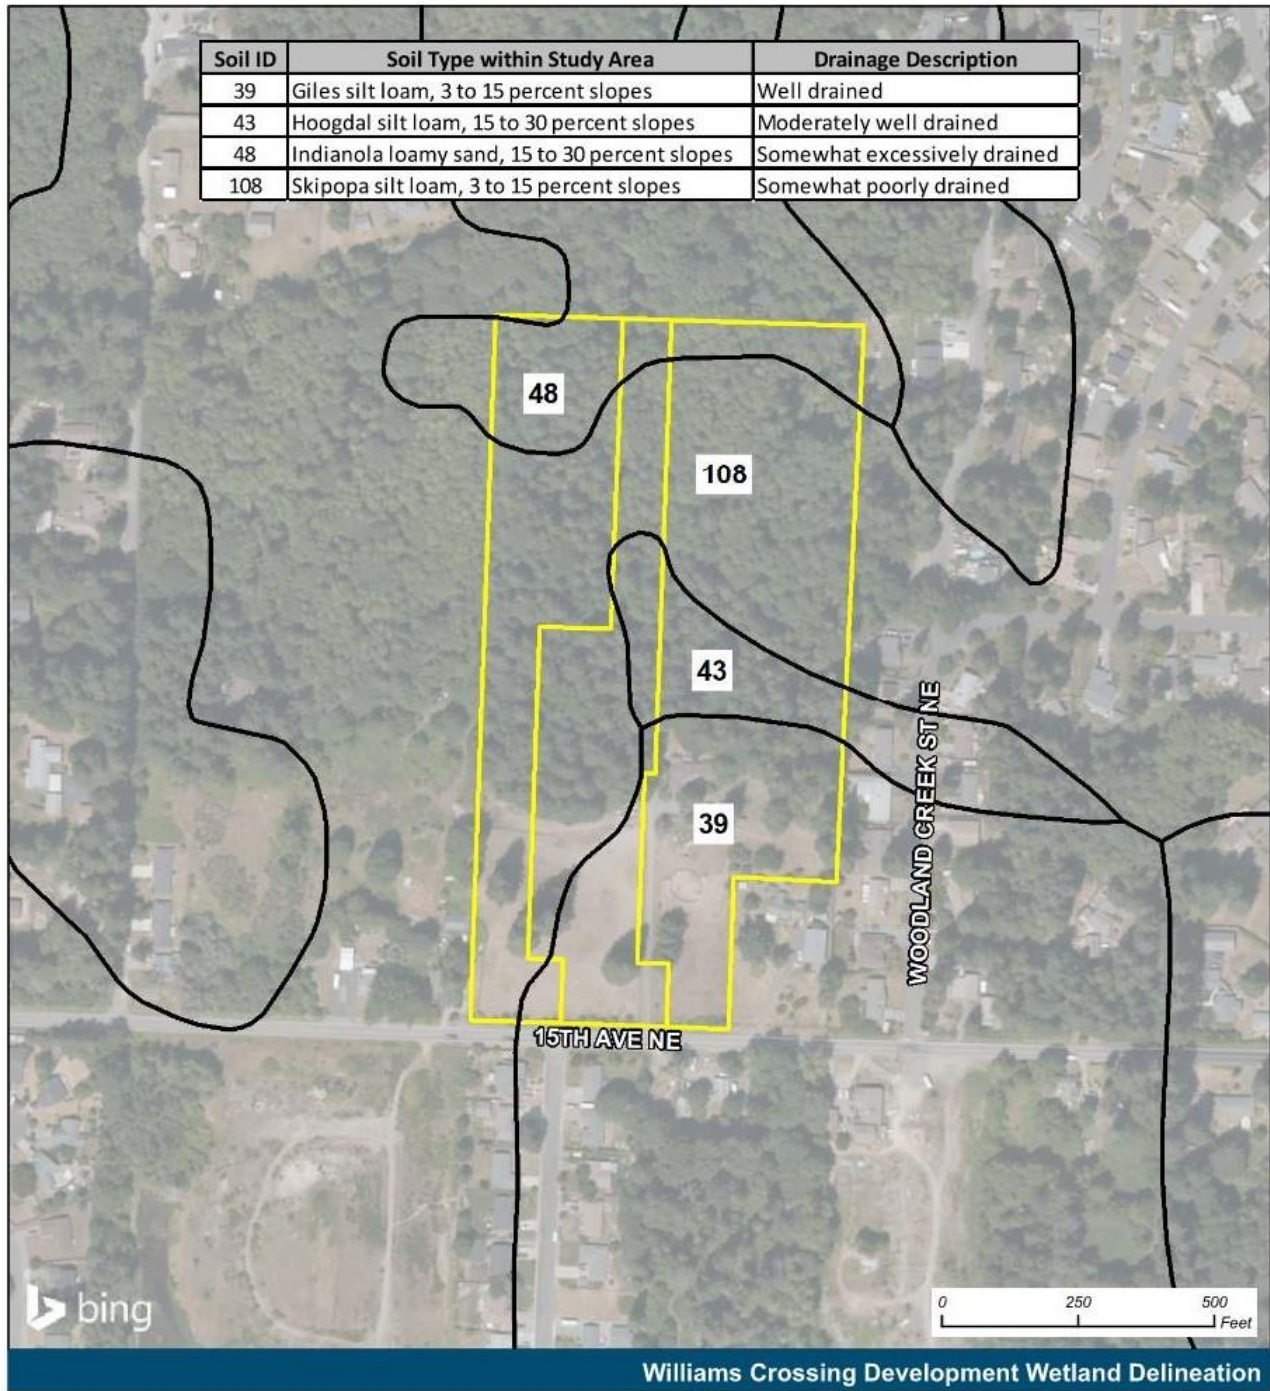 Soil ID Soil Type within Study Area Drainage Description
39 Giles silt loam, 3 to 15 percent slopes Well drained
43 Hoogdal silt loam, 15 to 30 percent slopes Moderately well drained
48 Indianola loamy sand, 15 to 30 percent slopes Somewhat excessively drained
108 Skipopa silt loam, 3 to 15 percent slopes Somewhat poorly drained
48
108
43
39
WOODLAND CREEK ST NE
15TH AVE NE
bing
0 250 500
Feet
Williams Crossing Development Wetland Delineation